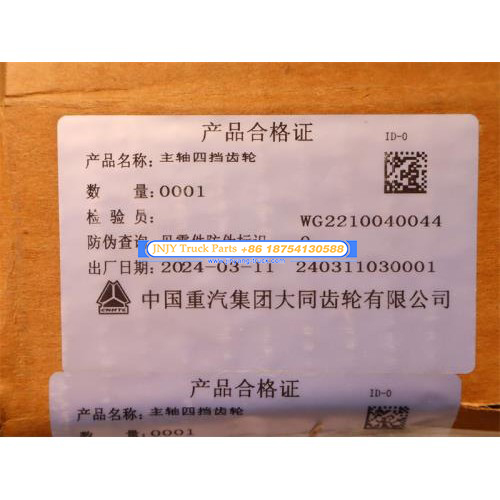 产品合格证 ID-0
产品名称: 主轴四挡齿轮
数 量: 0001
检 验 员: WG2210040044
防伪查询:
JNJY Truck Parts +86 18754130588
出厂日期: 2024-03-11 240311030001
CNHTC 中国重汽集团大同齿轮有限公司
产品合格证 ID-0
产品名称: 主轴四挡齿轮
数 量: 0001